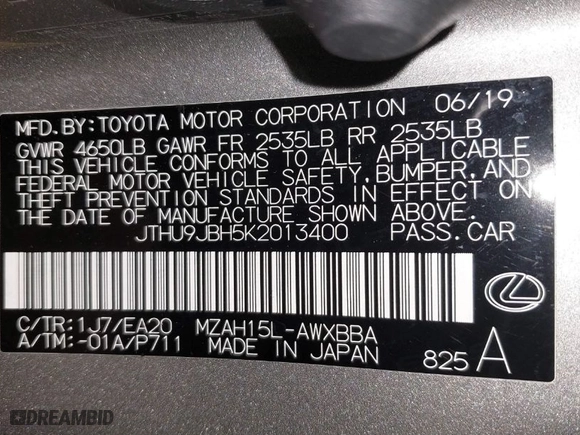 MFD.BY:TOYOTA MOTOR CORPORATION 06/19
GVWR 4650LB GAWR FR 2535LB RR 2535LB
THIS VEHICLE CONFORMS TO ALL APPLICABLE
FEDERAL MOTOR VEHICLE SAFETY,BUMPER,AND
THEFT PREVENTION STANDARDS IN EFFECT ON
THE DATE OF MANUFACTURE SHOWN ABOVE.
JTHU9JBH5K2013400 PASS.CAR
C/TR:1J7/EA20 MZAH15L-AWXBBA
A/TM:-01A/P711 MADE IN JAPAN 825 A
DREAMBID